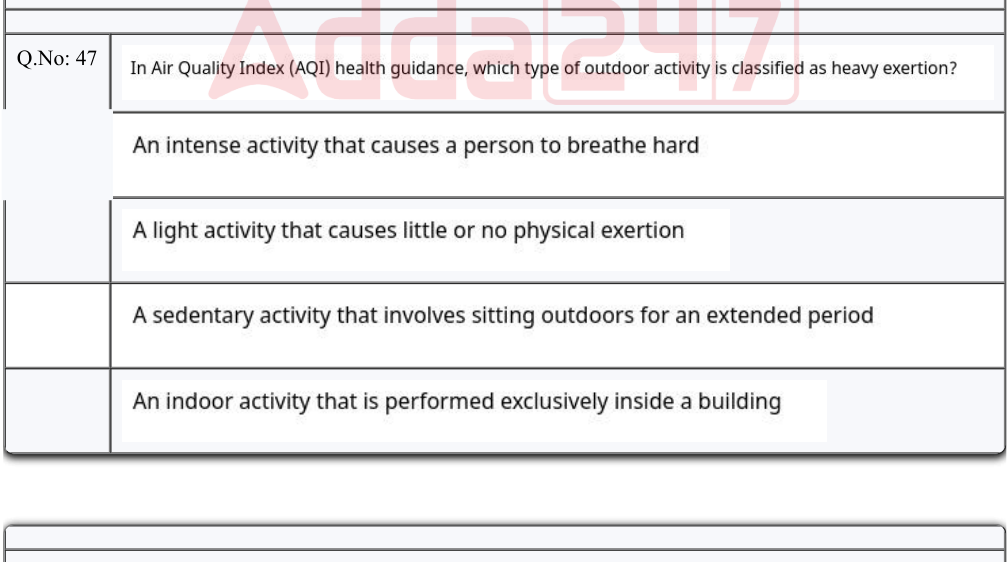 Adda247
Q.No: 47
In Air Quality Index (AQI) health guidance, which type of outdoor activity is classified as heavy exertion?
An intense activity that causes a person to breathe hard
A light activity that causes little or no physical exertion
A sedentary activity that involves sitting outdoors for an extended period
An indoor activity that is performed exclusively inside a building